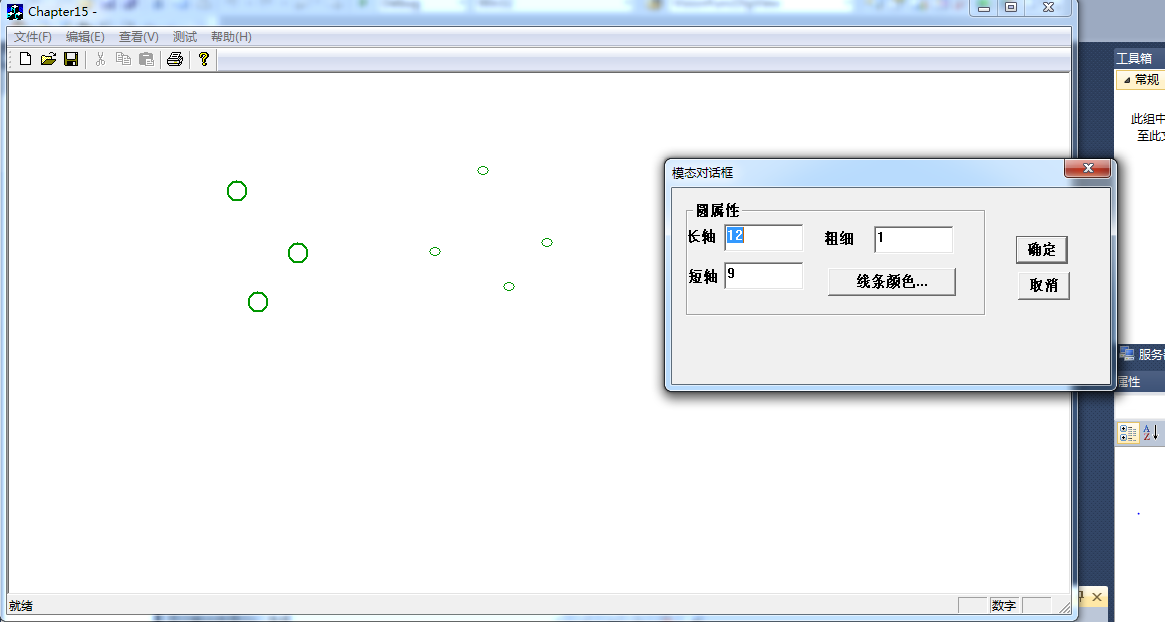 Chapter15 -
文件(F) 编辑(E) 查看(V) 测试 帮助(H)
工具箱
常规
此组中
至此
模态对话框
圆属性
长轴 12 粗细 1
短轴 9 线条颜色...
确定
取消
服务
属性
就绪
数字